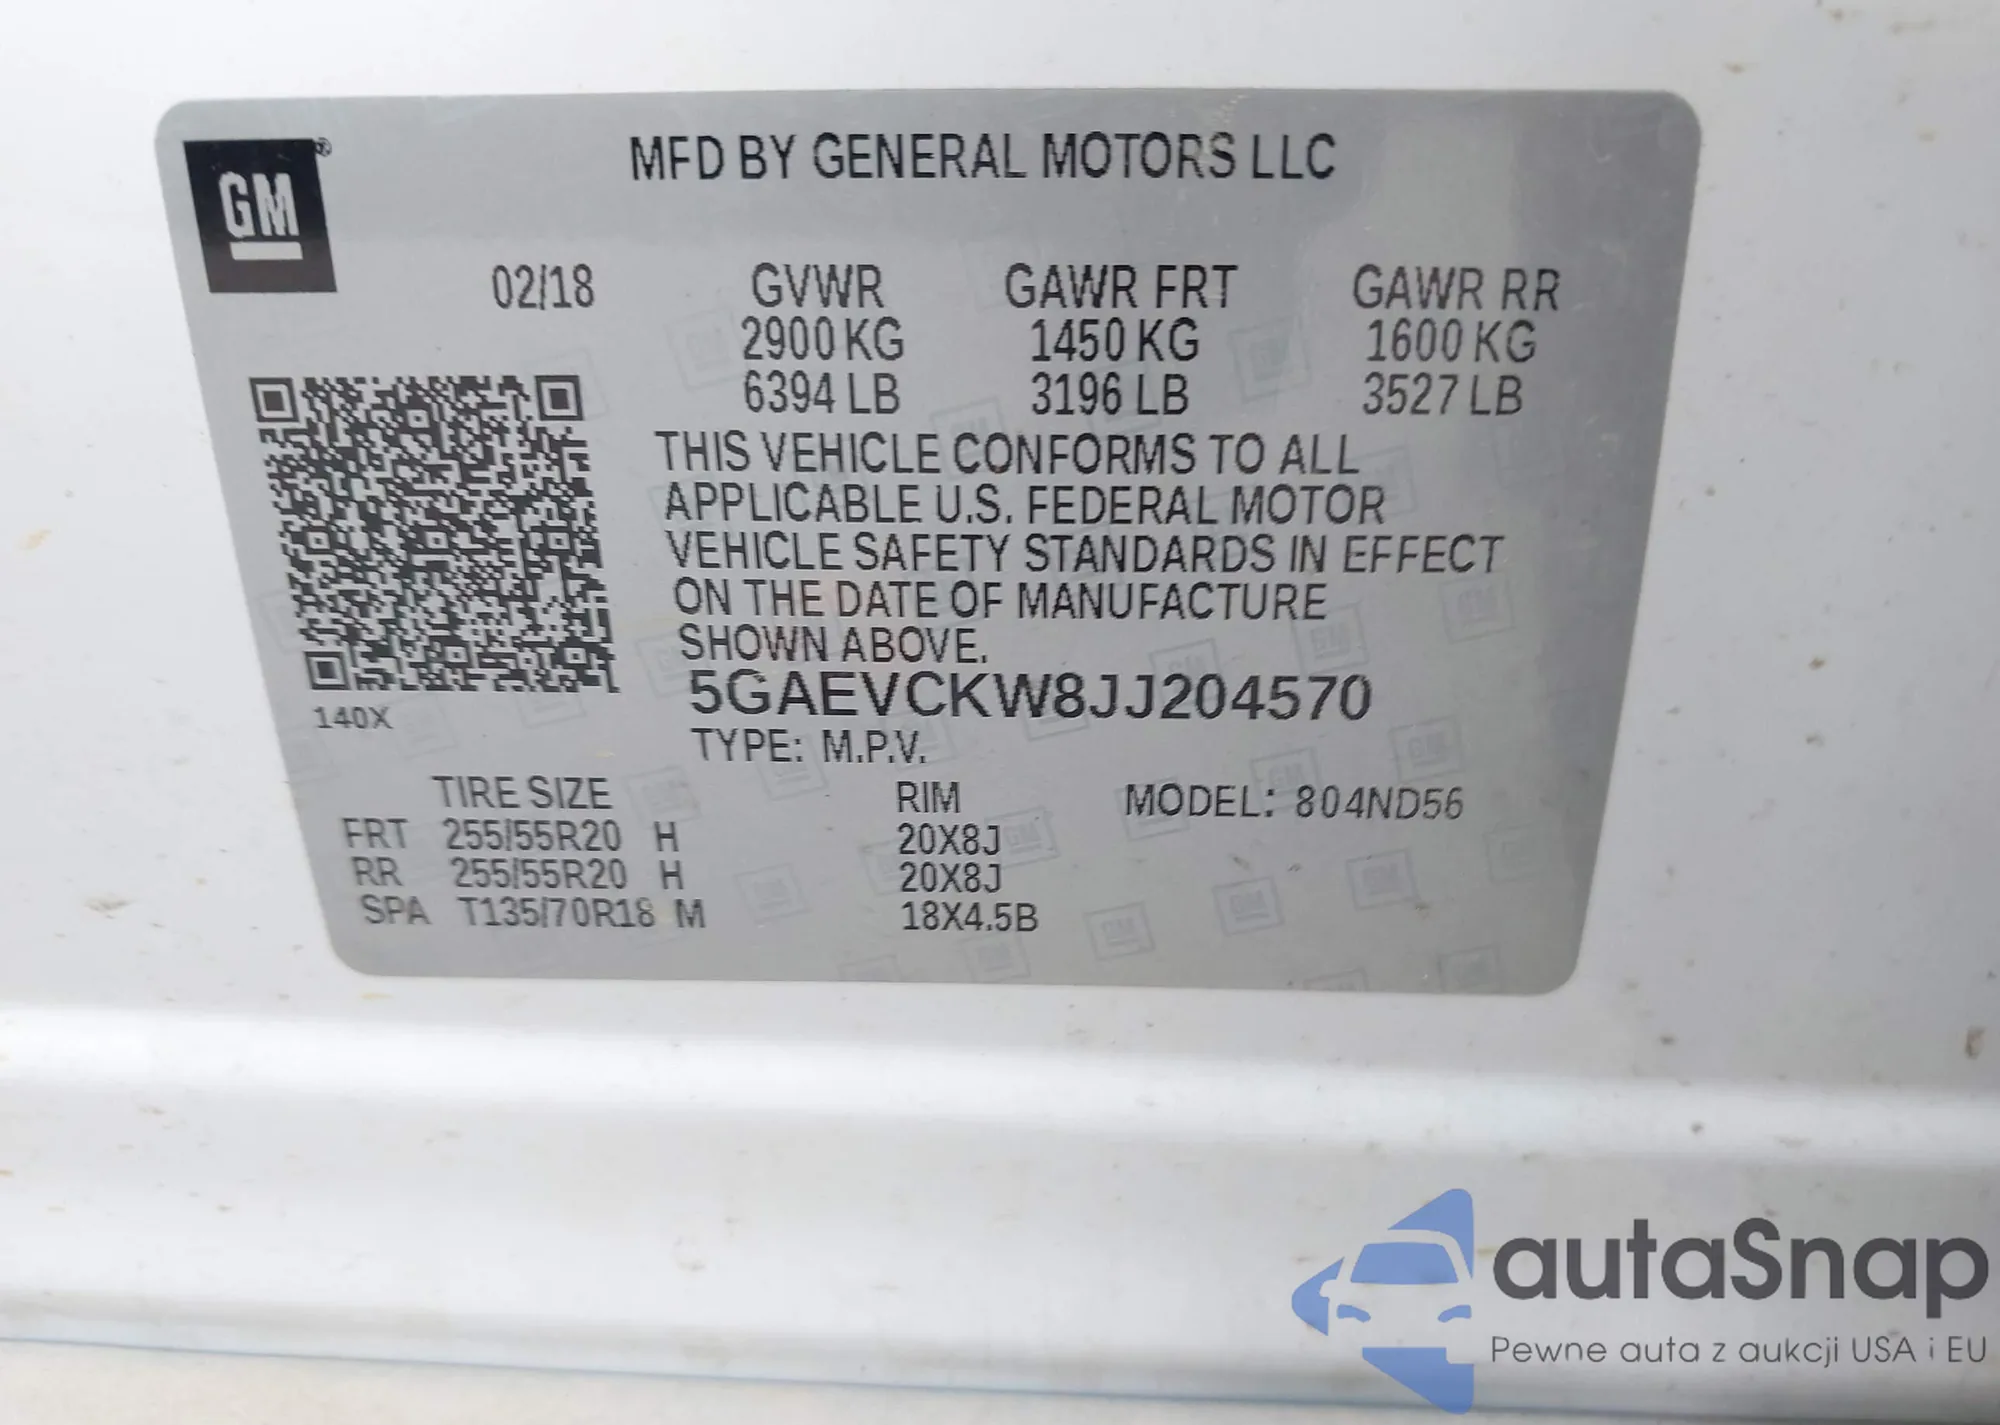 GM
MFD BY GENERAL MOTORS LLC
02/18 GVWR GAWR FRT GAWR RR
2900 KG 1450 KG 1600 KG
6394 LB 3196 LB 3527 LB
THIS VEHICLE CONFORMS TO ALL
APPLICABLE U.S. FEDERAL MOTOR
VEHICLE SAFETY STANDARDS IN EFFECT
ON THE DATE OF MANUFACTURE
SHOWN ABOVE.
5GAEVCKW8JJ204570
140X
TYPE: M.P.V.
TIRE SIZE RIM MODEL: 804ND56
FRT 255/55R20 H 20X8J
RR 255/55R20 H 20X8J
SPA T135/70R18 M 18X4.5B
autaSnap
Pewne auta z aukcji USA i EU